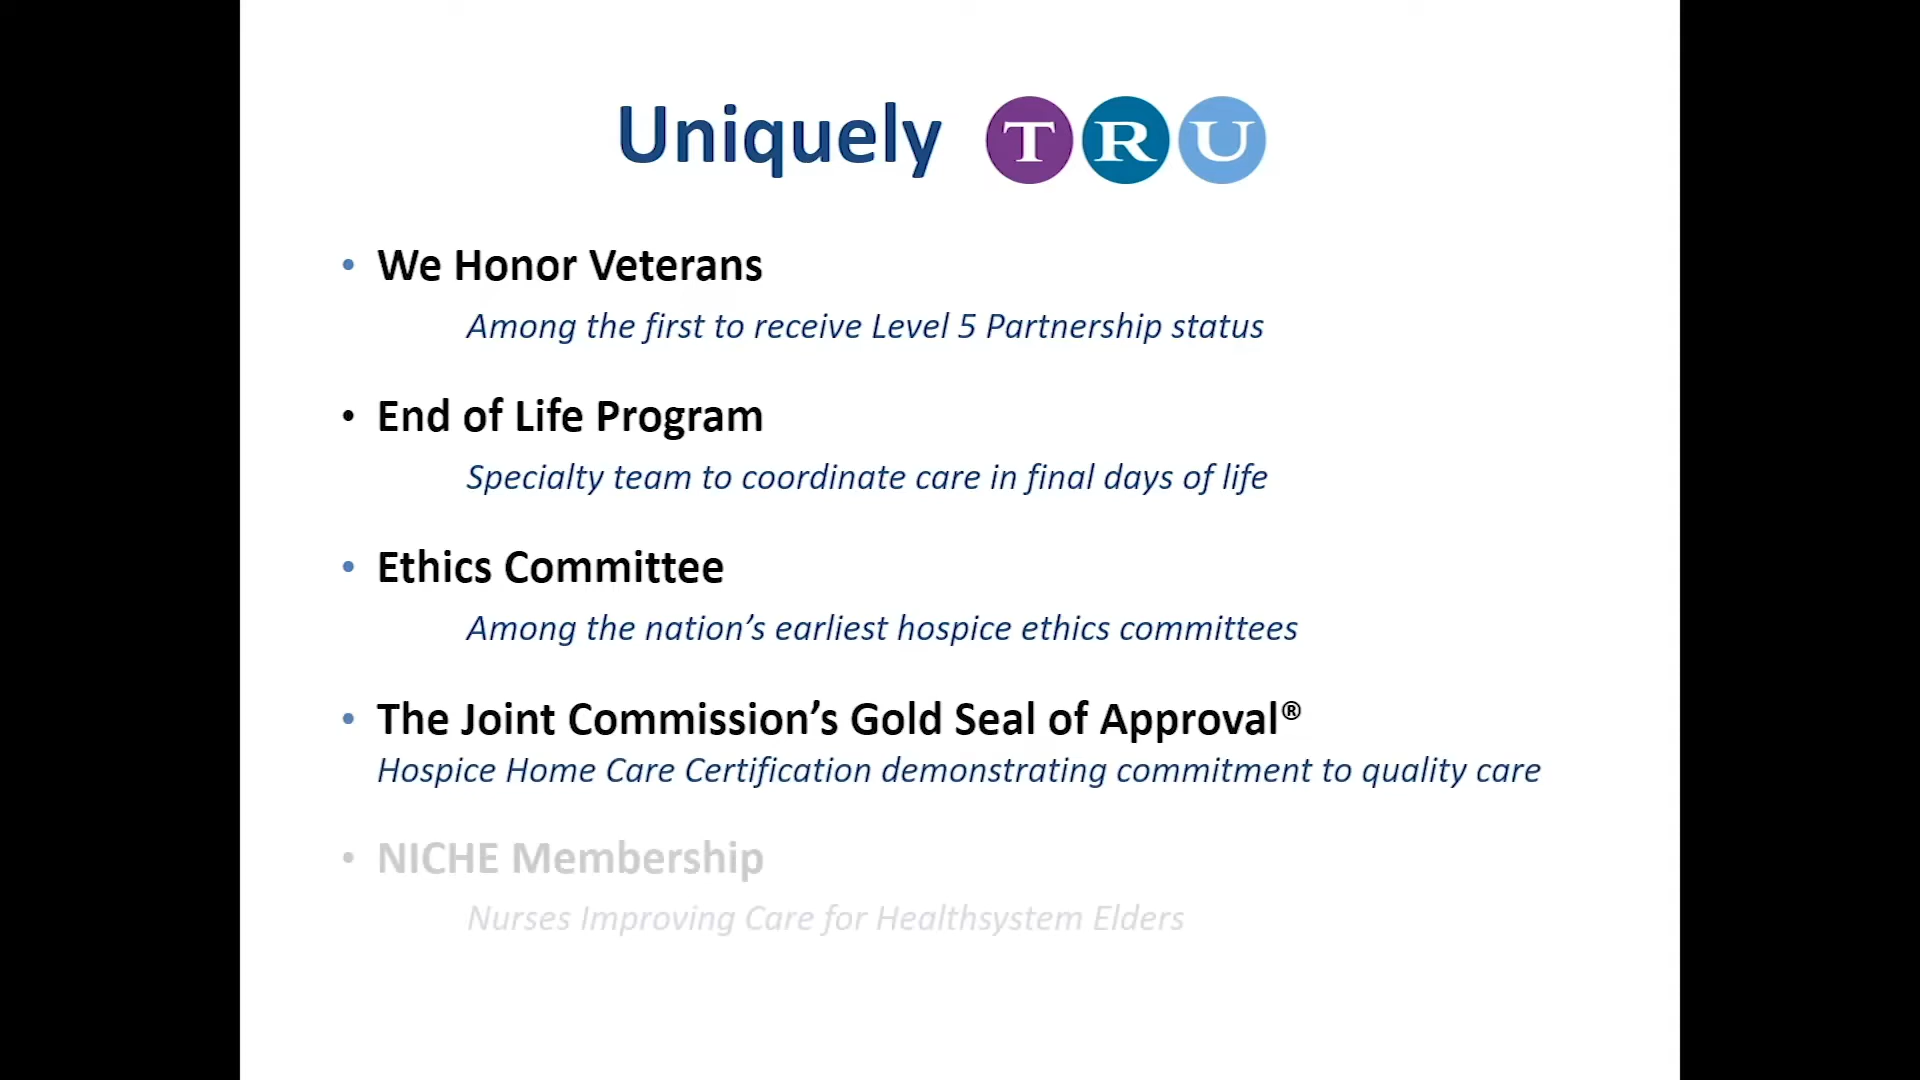 Uniquely TRU
• We Honor Veterans
Among the first to receive Level 5 Partnership status
• End of Life Program
Specialty team to coordinate care in final days of life
• Ethics Committee
Among the nation’s earliest hospice ethics committees
• The Joint Commission’s Gold Seal of Approval®
Hospice Home Care Certification demonstrating commitment to quality care
• NICHE Membership
Nurses Improving Care for Healthsystem Elders